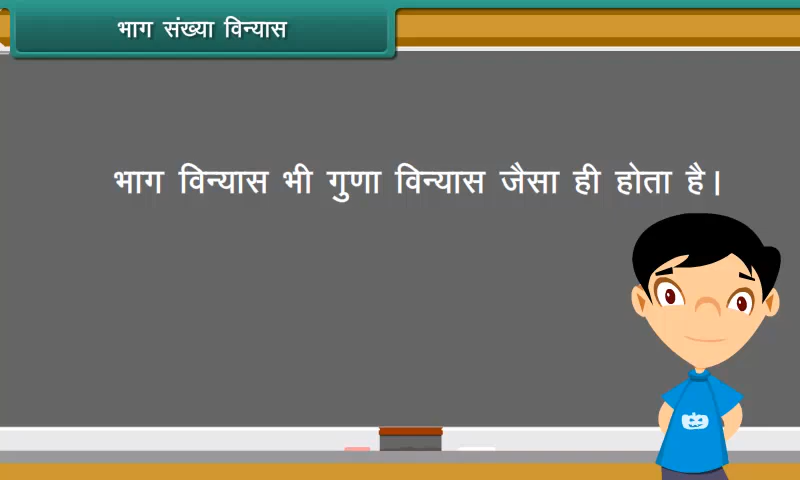 भाग संख्या विन्यास
भाग विन्यास भी गुणा विन्यास जैसा ही होता है।